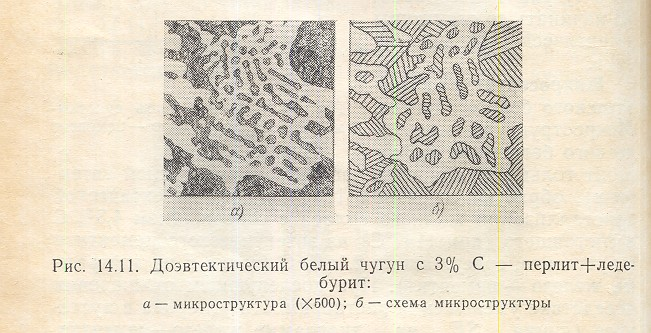 а)
б)
Рис. 14.11. Доэвтектический белый чугун с 3% С — перлит+леде-
бурит:
а — микроструктура (×500); б — схема микроструктуры